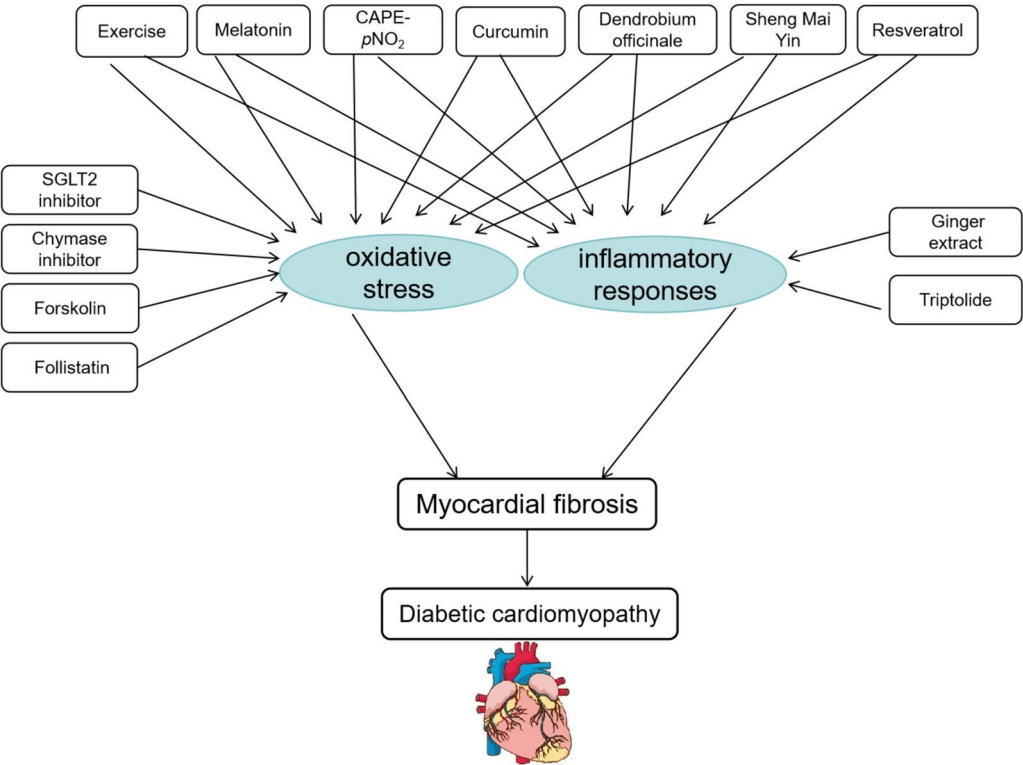 Exercise
Melatonin
CAPE-
pNO₂
Curcumin
Dendrobium
officinale
Sheng Mai
Yin
Resveratrol
SGLT2
inhibitor
Chymase
inhibitor
Forskolin
Follistatin
oxidative
stress
inflammatory
responses
Ginger
extract
Triptolide
Myocardial fibrosis
Diabetic cardiomyopathy